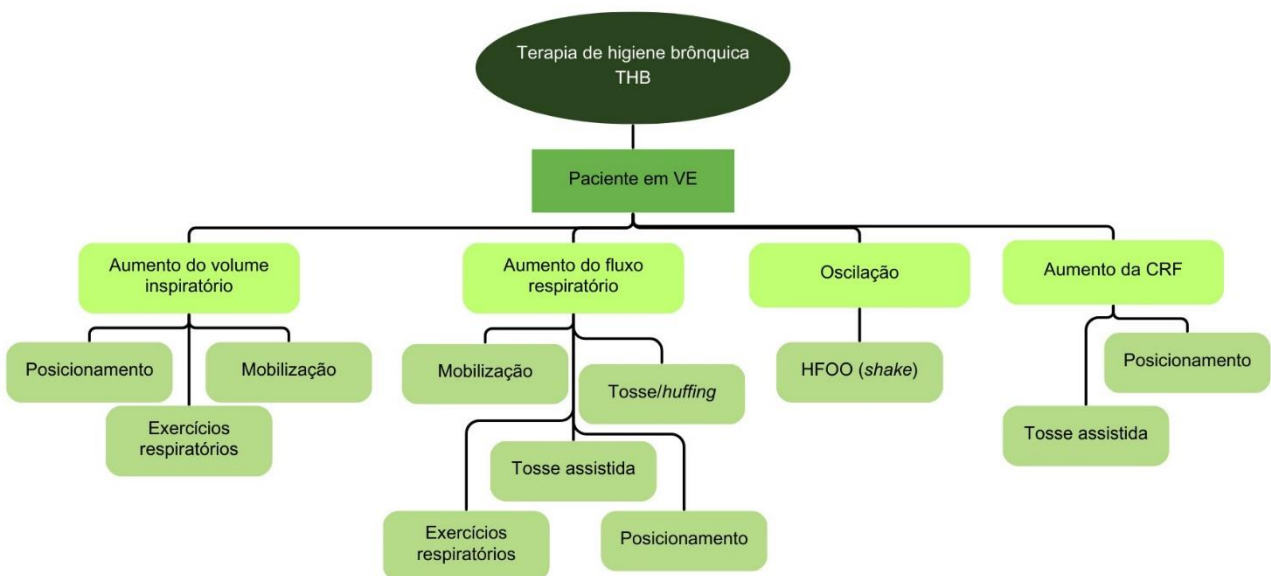 Terapia de higiene brônquica
THB
Paciente em VE
Aumento do volume
inspiratório
Aumento do fluxo
respiratório
Oscilação
Aumento da CRF
Posicionamento
Mobilização
Exercícios
respiratórios
Mobilização
Tosse/huffing
Tosse assistida
Exercícios
respiratórios
Posicionamento
HFOO (shake)
Posicionamento
Tosse assistida